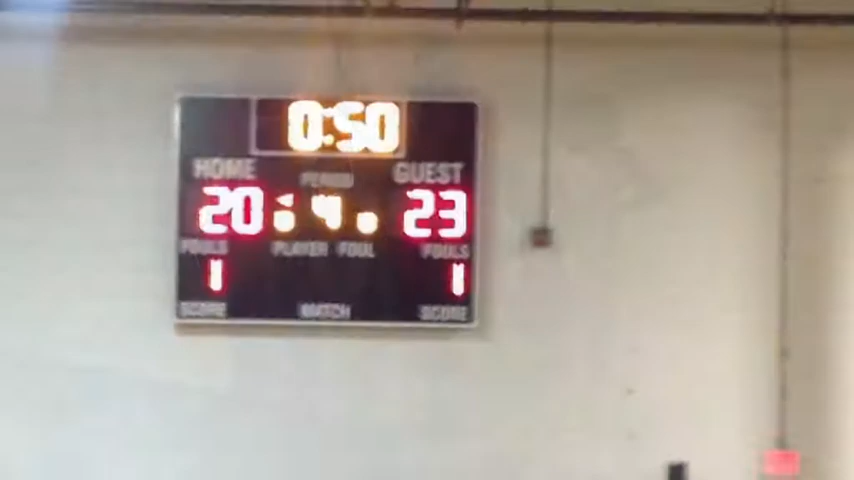 0:50
HOME PERIOD GUEST
20 4 23
FOULS PLAYER FOUL FOULS
1 1
SCORE MATCH SCORE